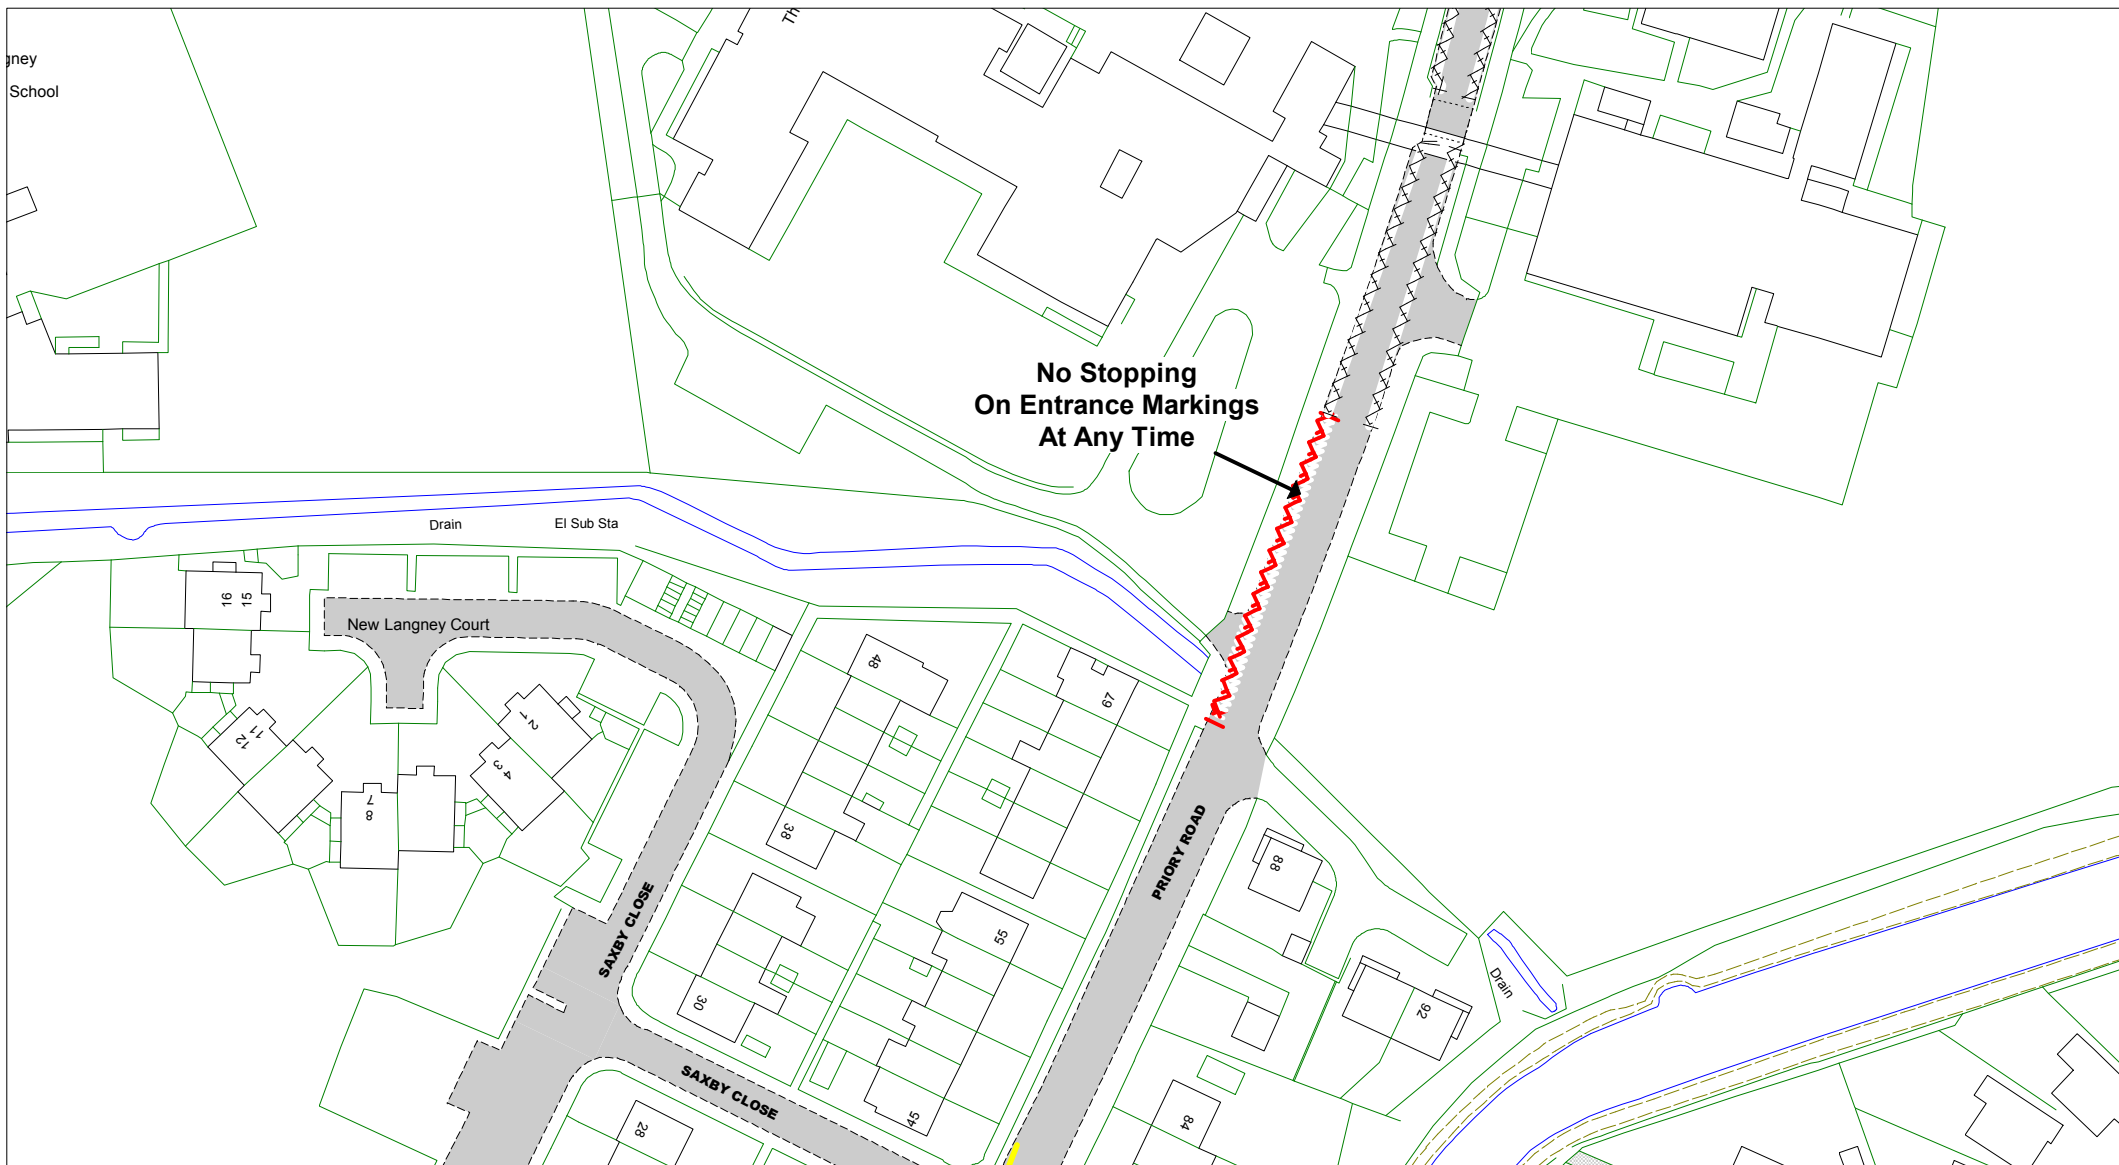 Th
gney
School
No Stopping
On Entrance Markings
At Any Time
Drain
El Sub Sta
16
15
New Langney Court
48
67
1
2
11
12
3
4
7
8
38
PRIORY ROAD
88
SAXBY CLOSE
55
Drain
30
92
SAXBY CLOSE
45
28
84